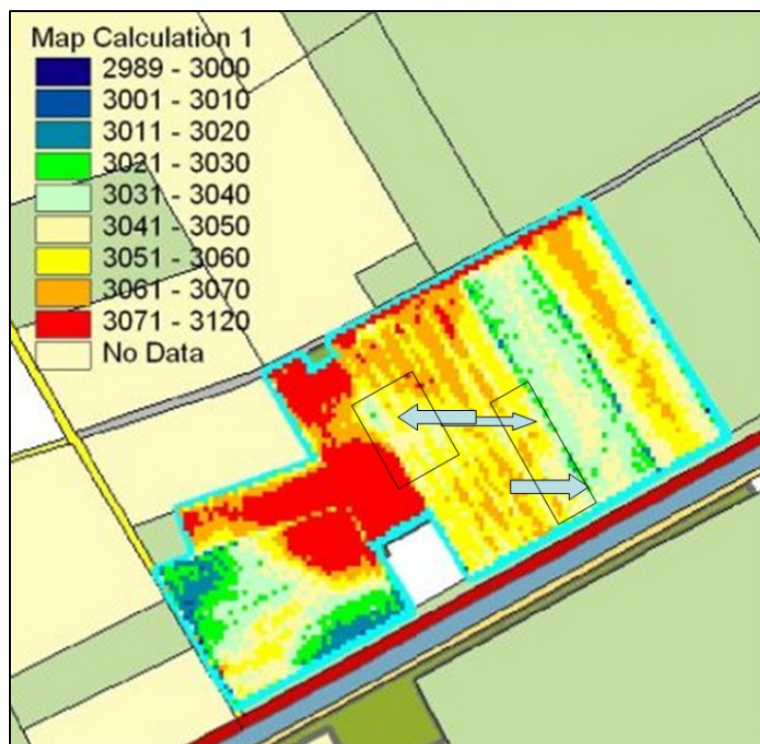 Map Calculation 1
2989 - 3000
3001 - 3010
3011 - 3020
3021 - 3030
3031 - 3040
3041 - 3050
3051 - 3060
3061 - 3070
3071 - 3120
No Data